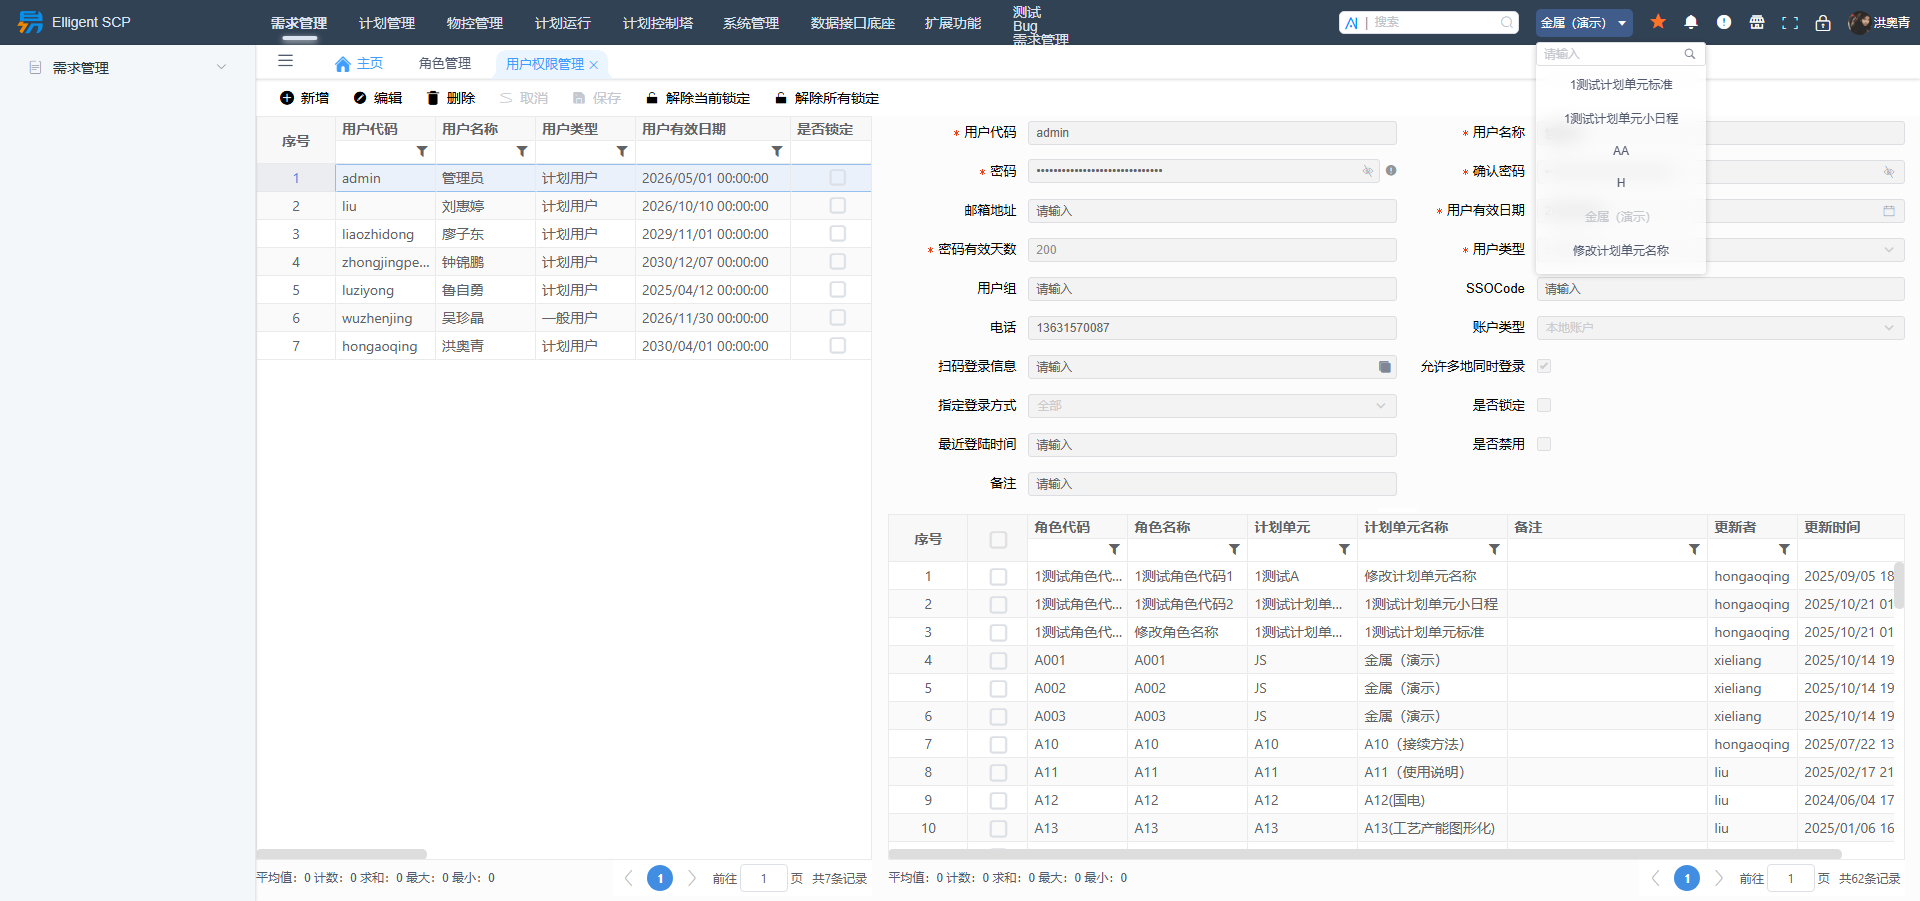 Elligent SCP
需求管理 计划管理 物控管理 计划运行 计划控制塔 系统管理 数据接口底座 扩展功能
测试
Bug
需求管理
AI | 搜索
金属（演示）
洪奥青
需求管理
主页 角色管理 用户权限管理
新增 编辑 删除 取消 保存 解除当前锁定 解除所有锁定
请输入
1测试计划单元标准
1测试计划单元小日程
AA
H
金属（演示）
修改计划单元名称
序号 用户代码 用户名称 用户类型 用户有效日期 是否锁定
1 admin 管理员 计划用户 2026/05/01 00:00:00
2 liu 刘惠婷 计划用户 2026/10/10 00:00:00
3 liaozhidong 廖子东 计划用户 2029/11/01 00:00:00
4 zhongjingpe... 钟锦鹏 计划用户 2030/12/07 00:00:00
5 luziyong 鲁自勇 计划用户 2025/04/12 00:00:00
6 wuzhenjing 吴珍晶 一般用户 2026/11/30 00:00:00
7 hongaoqing 洪奥青 计划用户 2030/04/01 00:00:00
平均值：0 计数：0 求和：0 最大：0 最小：0
1 前往 1 页 共7条记录
* 用户代码 admin * 用户名称
* 密码 •••••••••••••••••••••••••••••• * 确认密码
邮箱地址 请输入 * 用户有效日期
* 密码有效天数 200 * 用户类型
用户组 请输入 SSOCode 请输入
电话 13631570087 账户类型 本地账户
扫码登录信息 请输入 允许多地同时登录
指定登录方式 全部 是否锁定
最近登陆时间 请输入 是否禁用
备注 请输入
序号 角色代码 角色名称 计划单元 计划单元名称 备注 更新者 更新时间
1 1测试角色代... 1测试角色代码1 1测试A 修改计划单元名称 hongaoqing 2025/09/05 18
2 1测试角色代... 1测试角色代码2 1测试计划单... 1测试计划单元小日程 hongaoqing 2025/10/21 01
3 1测试角色代... 修改角色名称 1测试计划单... 1测试计划单元标准 hongaoqing 2025/10/21 01
4 A001 A001 JS 金属（演示） xieliang 2025/10/14 19
5 A002 A002 JS 金属（演示） xieliang 2025/10/14 19
6 A003 A003 JS 金属（演示） xieliang 2025/10/14 19
7 A10 A10 A10 A10（接续方法） hongaoqing 2025/07/22 13
8 A11 A11 A11 A11（使用说明） liu 2025/02/17 21
9 A12 A12 A12 A12(国电) liu 2024/06/04 17
10 A13 A13 A13 A13(工艺产能图形化) liu 2025/01/06 16
平均值：0 计数：0 求和：0 最大：0 最小：0
1 前往 1 页 共62条记录